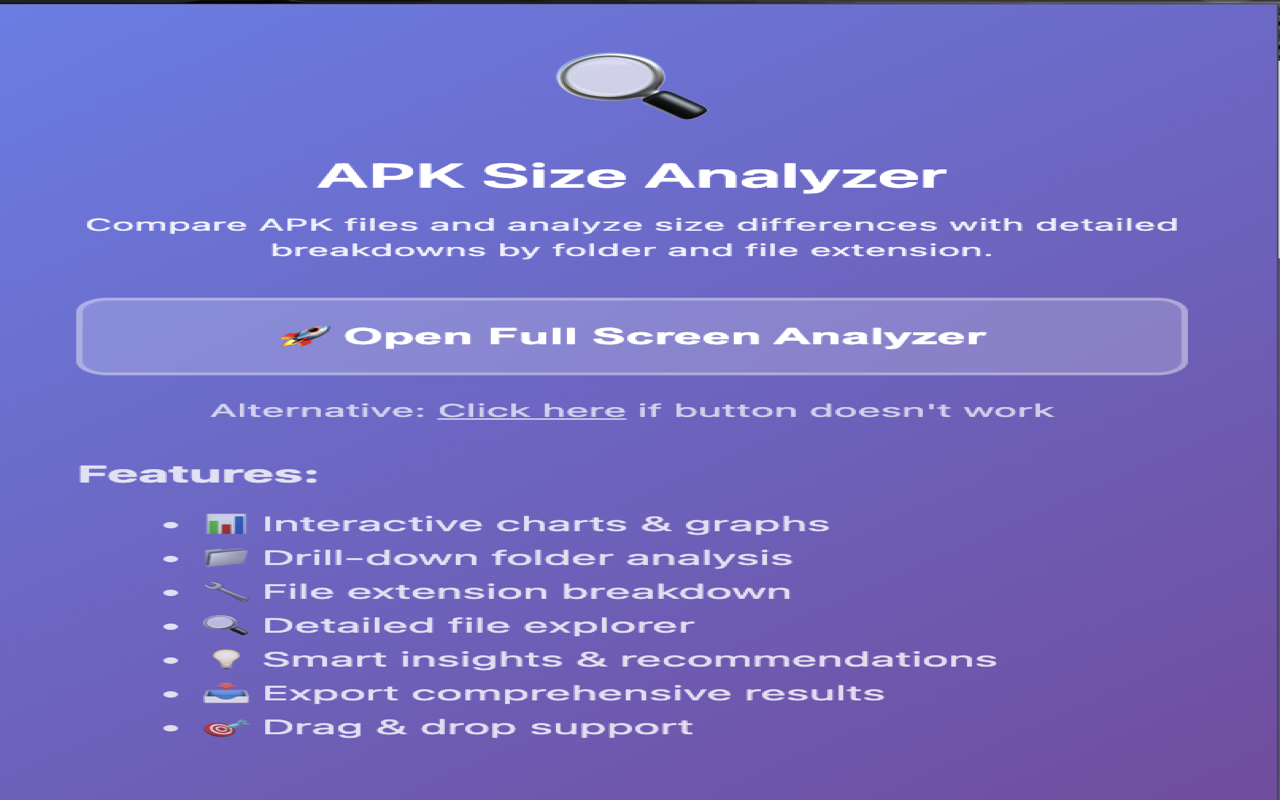 APK Size Analyzer
Compare APK files and analyze size differences with detailed
breakdowns by folder and file extension.
🚀 Open Full Screen Analyzer
Alternative: Click here if button doesn't work
Features:
• 📊 Interactive charts & graphs
• 📁 Drill-down folder analysis
• 🔧 File extension breakdown
• 🔍 Detailed file explorer
• 💡 Smart insights & recommendations
• 📤 Export comprehensive results
• 🎯 Drag & drop support